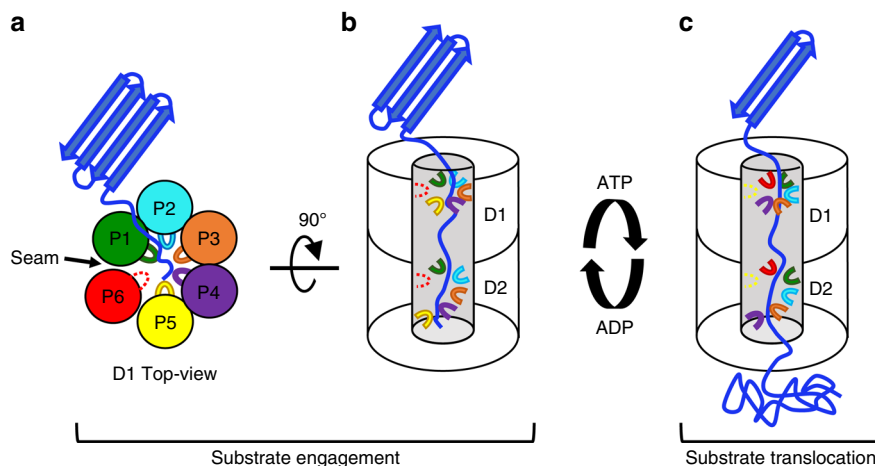 a
b
c
P2
P1
P3
Seam
P6
P4
P5
D1 Top-view
90°
D1
D2
ATP
ADP
D1
D2
Substrate engagement
Substrate translocation